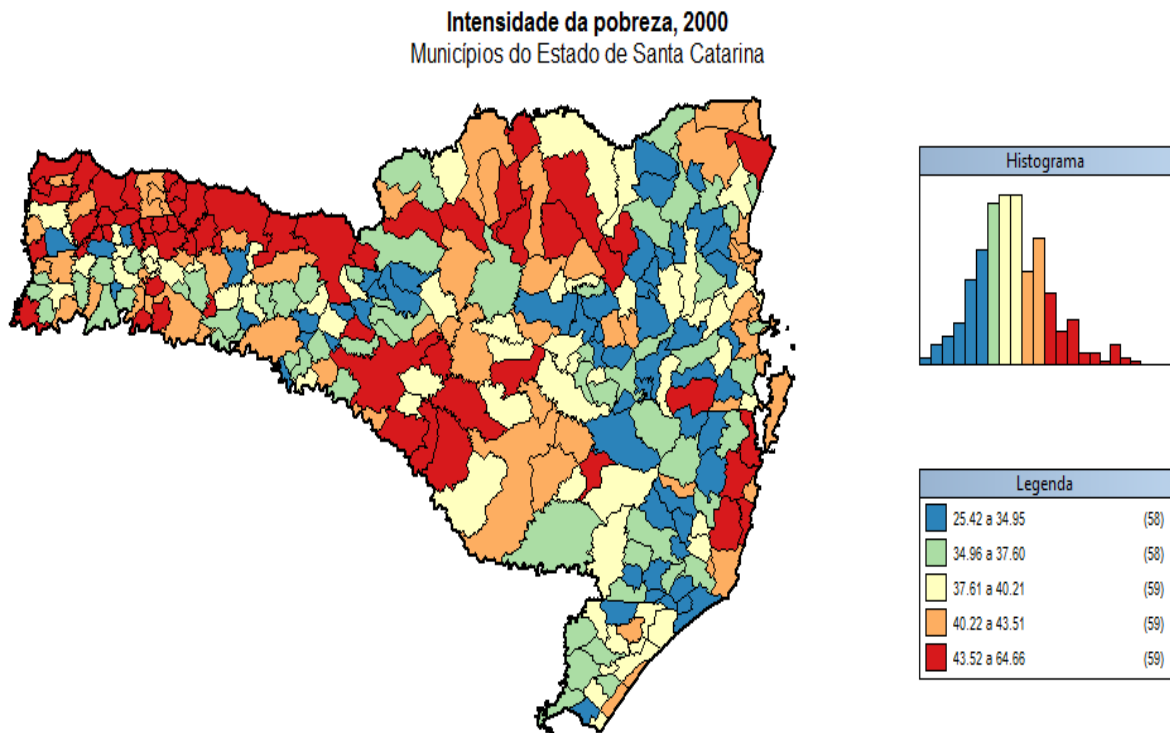 Intensidade da pobreza, 2000
Municípios do Estado de Santa Catarina
Histograma
Legenda
25.42 a 34.95 (58)
34.96 a 37.60 (58)
37.61 a 40.21 (59)
40.22 a 43.51 (59)
43.52 a 64.66 (59)